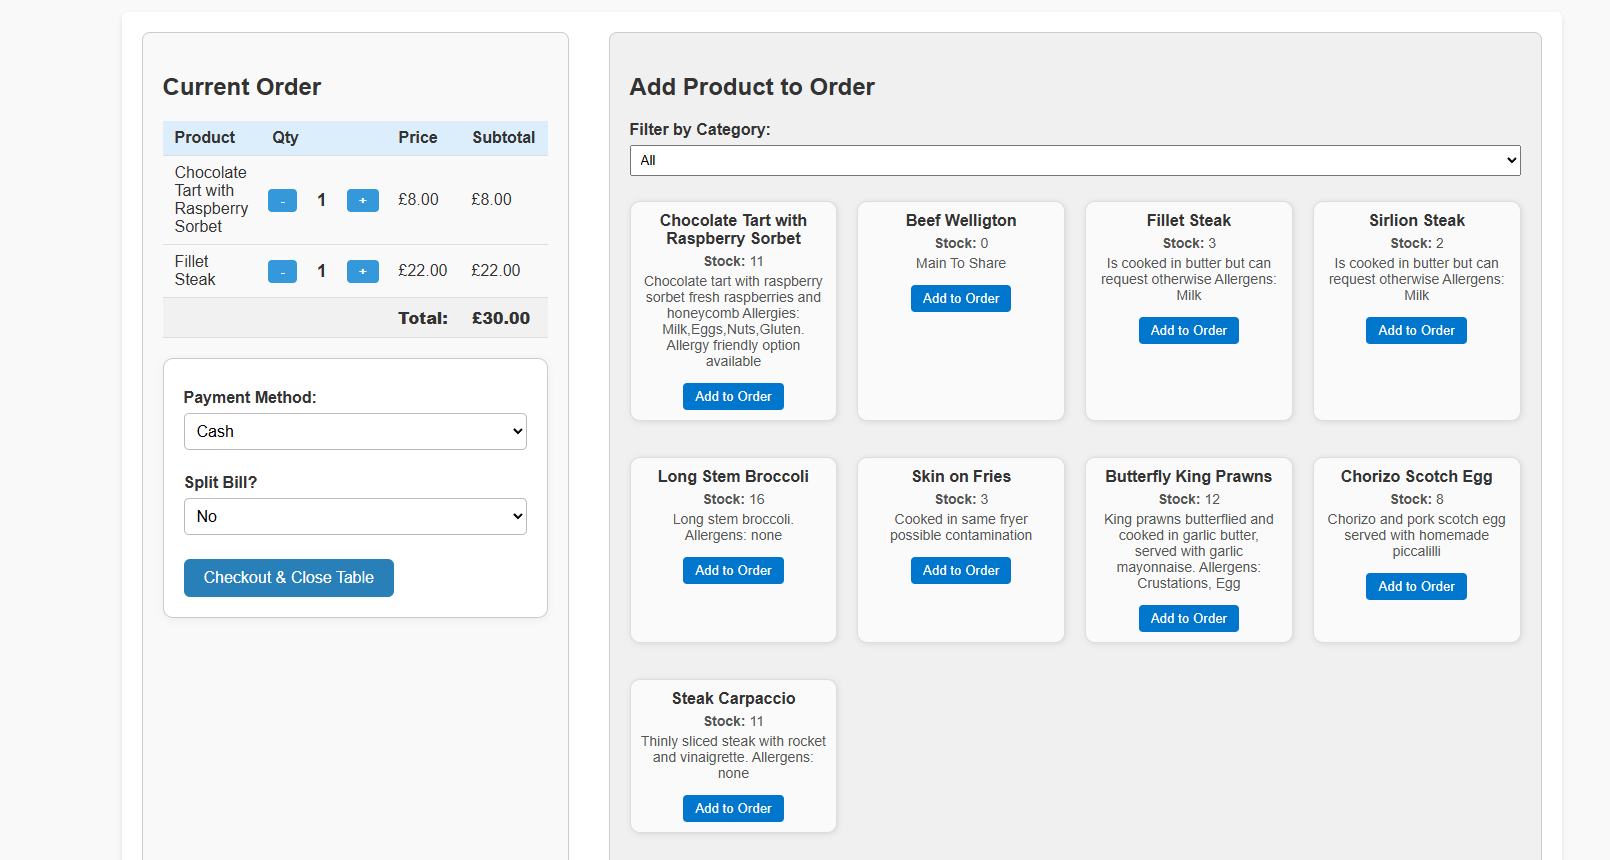 Current Order
Product Qty Price Subtotal
Chocolate
Tart with
Raspberry
Sorbet
- 1 + £8.00 £8.00
Fillet
Steak
- 1 + £22.00 £22.00
Total: £30.00
Payment Method:
Cash
Split Bill?
No
Checkout & Close Table
Add Product to Order
Filter by Category:
All
Chocolate Tart with
Raspberry Sorbet
Stock: 11
Chocolate tart with raspberry
sorbet fresh raspberries and
honeycomb Allergies:
Milk,Eggs,Nuts,Gluten.
Allergy friendly option
available
Add to Order
Beef Welligton
Stock: 0
Main To Share
Add to Order
Fillet Steak
Stock: 3
Is cooked in butter but can
request otherwise Allergens:
Milk
Add to Order
Sirlion Steak
Stock: 2
Is cooked in butter but can
request otherwise Allergens:
Milk
Add to Order
Long Stem Broccoli
Stock: 16
Long stem broccoli.
Allergens: none
Add to Order
Skin on Fries
Stock: 3
Cooked in same fryer
possible contamination
Add to Order
Butterfly King Prawns
Stock: 12
King prawns butterflied and
cooked in garlic butter,
served with garlic
mayonnaise. Allergens:
Crustations, Egg
Add to Order
Chorizo Scotch Egg
Stock: 8
Chorizo and pork scotch egg
served with homemade
piccalilli
Add to Order
Steak Carpaccio
Stock: 11
Thinly sliced steak with rocket
and vinaigrette. Allergens:
none
Add to Order